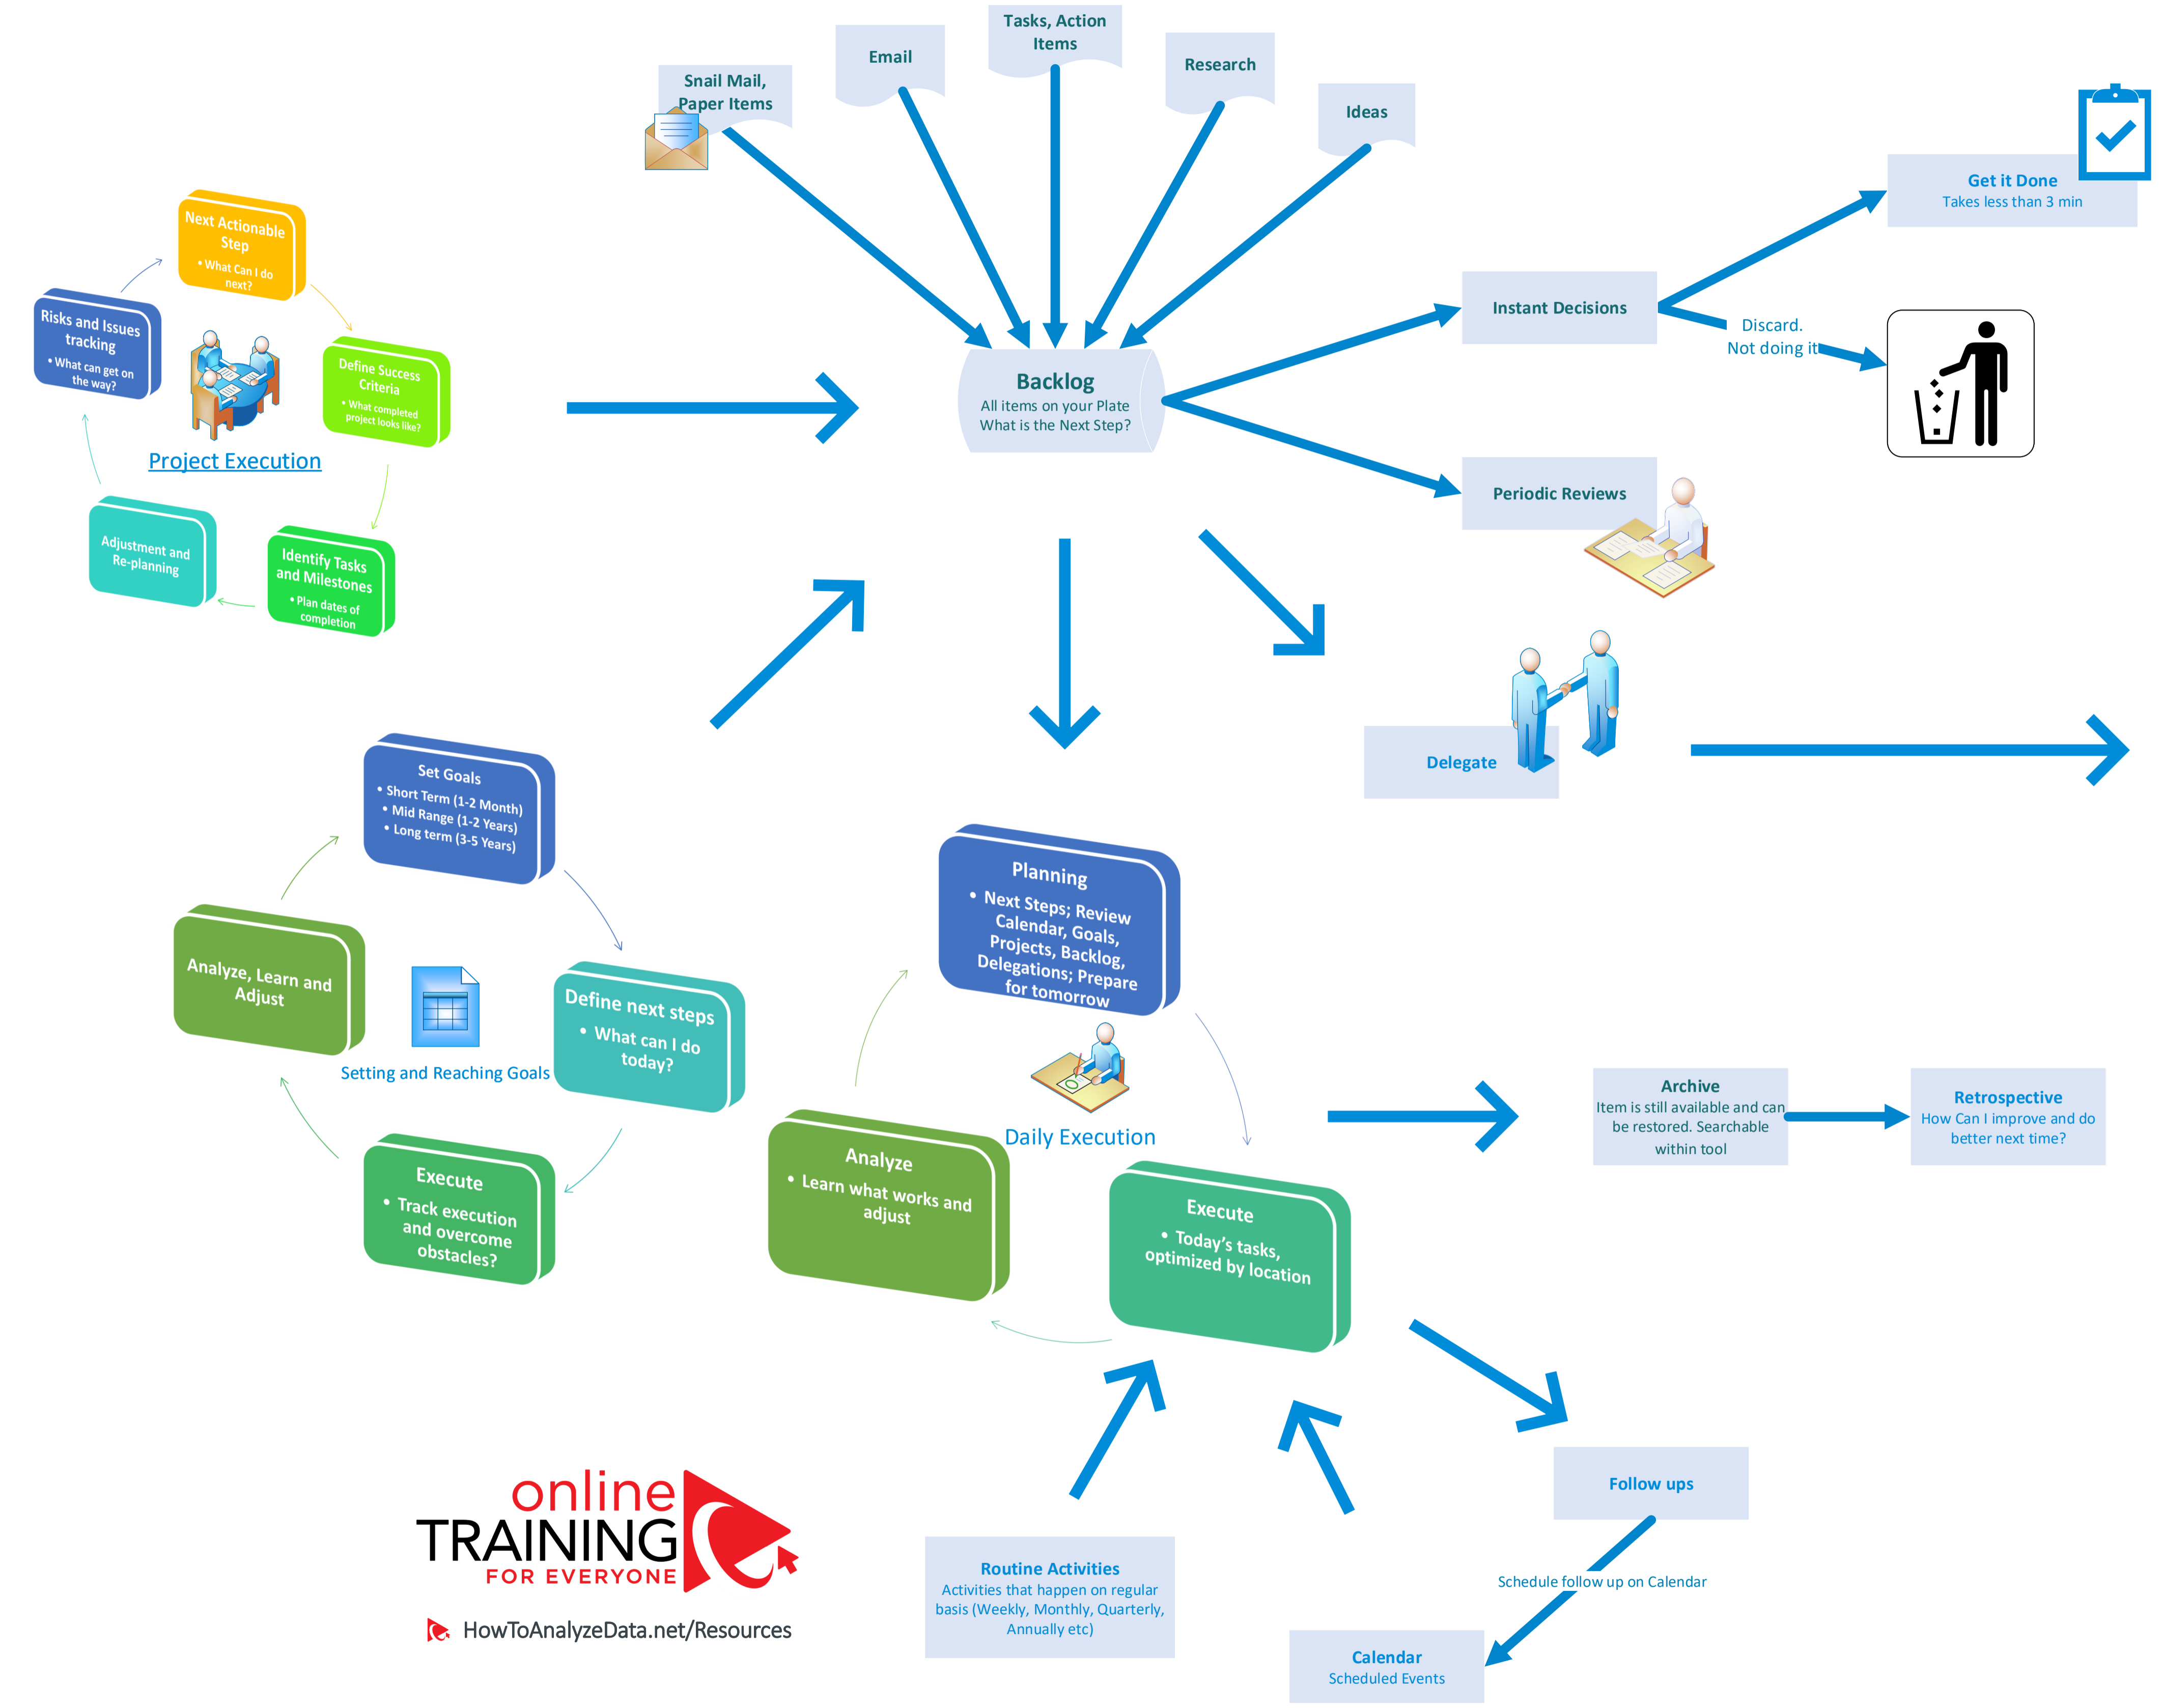 Tasks, Action
Items
Email
Research
Snail Mail,
Paper Items
Ideas
Get it Done
Takes less than 3 min
Next Actionable
Step
• What Can I do
next?
Risks and Issues
tracking
• What can get on
the way?
Define Success
Criteria
• What completed
project looks like?
Project Execution
Adjustment and
Re-planning
Identify Tasks
and Milestones
• Plan dates of
completion
Backlog
All items on your Plate
What is the Next Step?
Instant Decisions
Discard.
Not doing it
Periodic Reviews
Delegate
Set Goals
• Short Term (1-2 Month)
• Mid Range (1-2 Years)
• Long term (3-5 Years)
Analyze, Learn and
Adjust
Define next steps
• What can I do
today?
Setting and Reaching Goals
Execute
• Track execution
and overcome
obstacles?
Planning
• Next Steps; Review
Calendar, Goals,
Projects, Backlog,
Delegations; Prepare
for tomorrow
Daily Execution
Analyze
• Learn what works and
adjust
Execute
• Today's tasks,
optimized by location
Archive
Item is still available and can
be restored. Searchable
within tool
Retrospective
How Can I improve and do
better next time?
Follow ups
Schedule follow up on Calendar
Routine Activities
Activities that happen on regular
basis (Weekly, Monthly, Quarterly,
Annually etc)
Calendar
Scheduled Events
online
TRAINING
FOR EVERYONE
HowToAnalyzeData.net/Resources